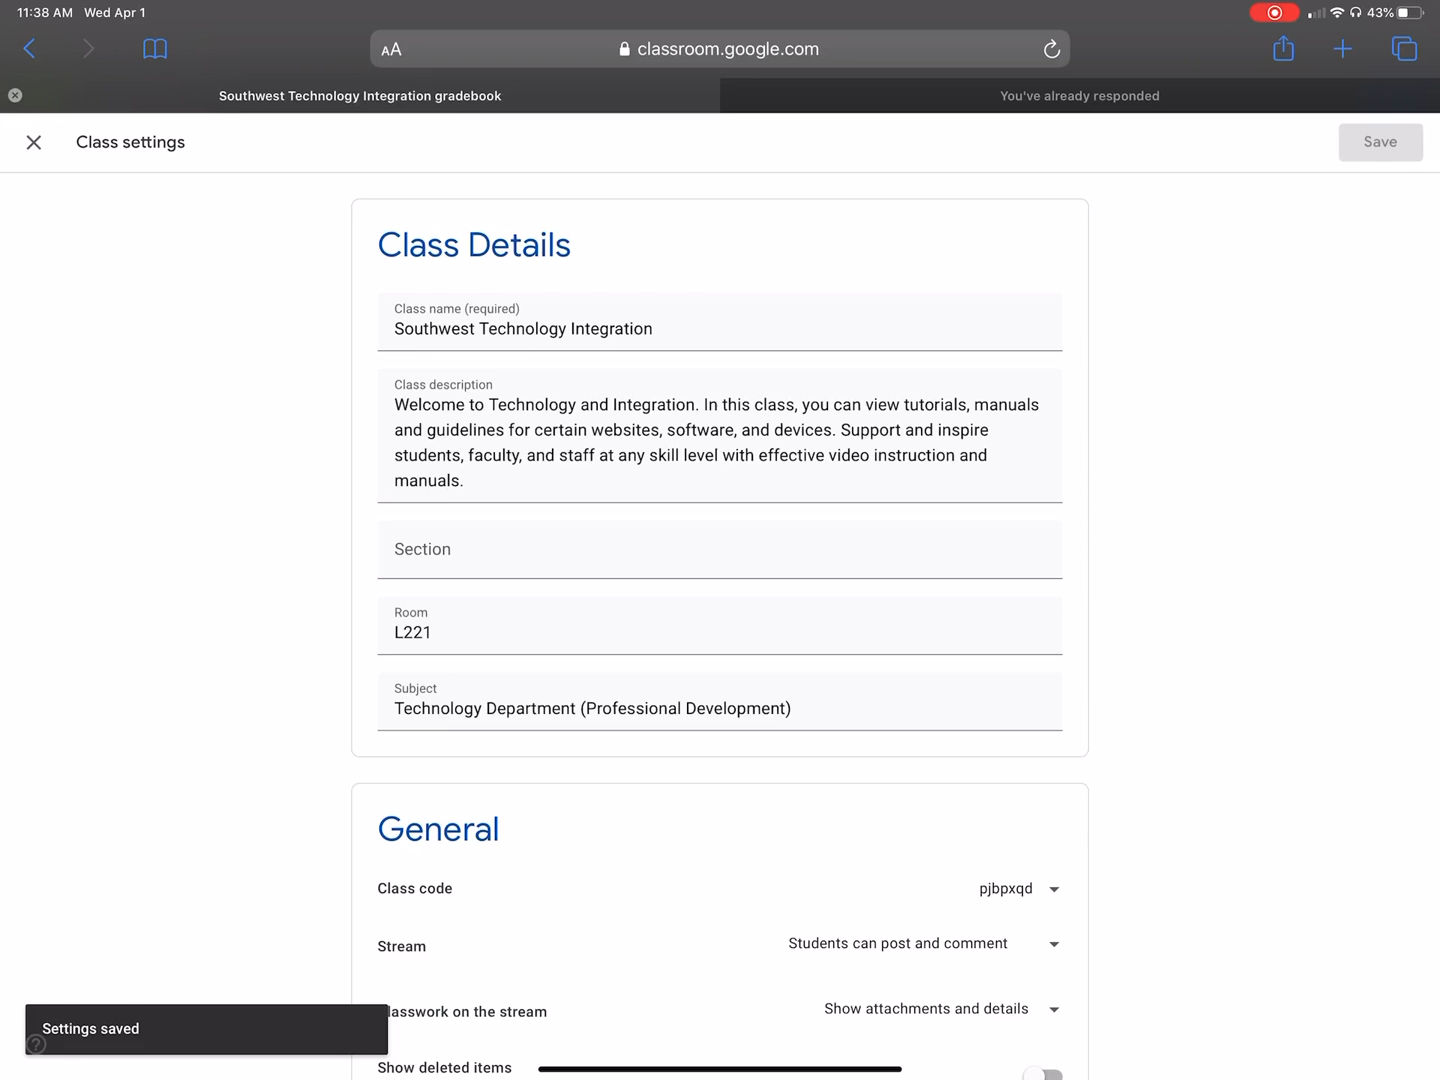 11:38 AM Wed Apr 1
43%
AA
classroom.google.com
Southwest Technology Integration gradebook
You've already responded
Class settings
Save
Class Details
Class name (required)
Southwest Technology Integration
Class description
Welcome to Technology and Integration. In this class, you can view tutorials, manuals
and guidelines for certain websites, software, and devices. Support and inspire
students, faculty, and staff at any skill level with effective video instruction and
manuals.
Section
Room
L221
Subject
Technology Department (Professional Development)
General
Class code
pjbpxqd
Stream
Students can post and comment
lasswork on the stream
Show attachments and details
Settings saved
?
Show deleted items